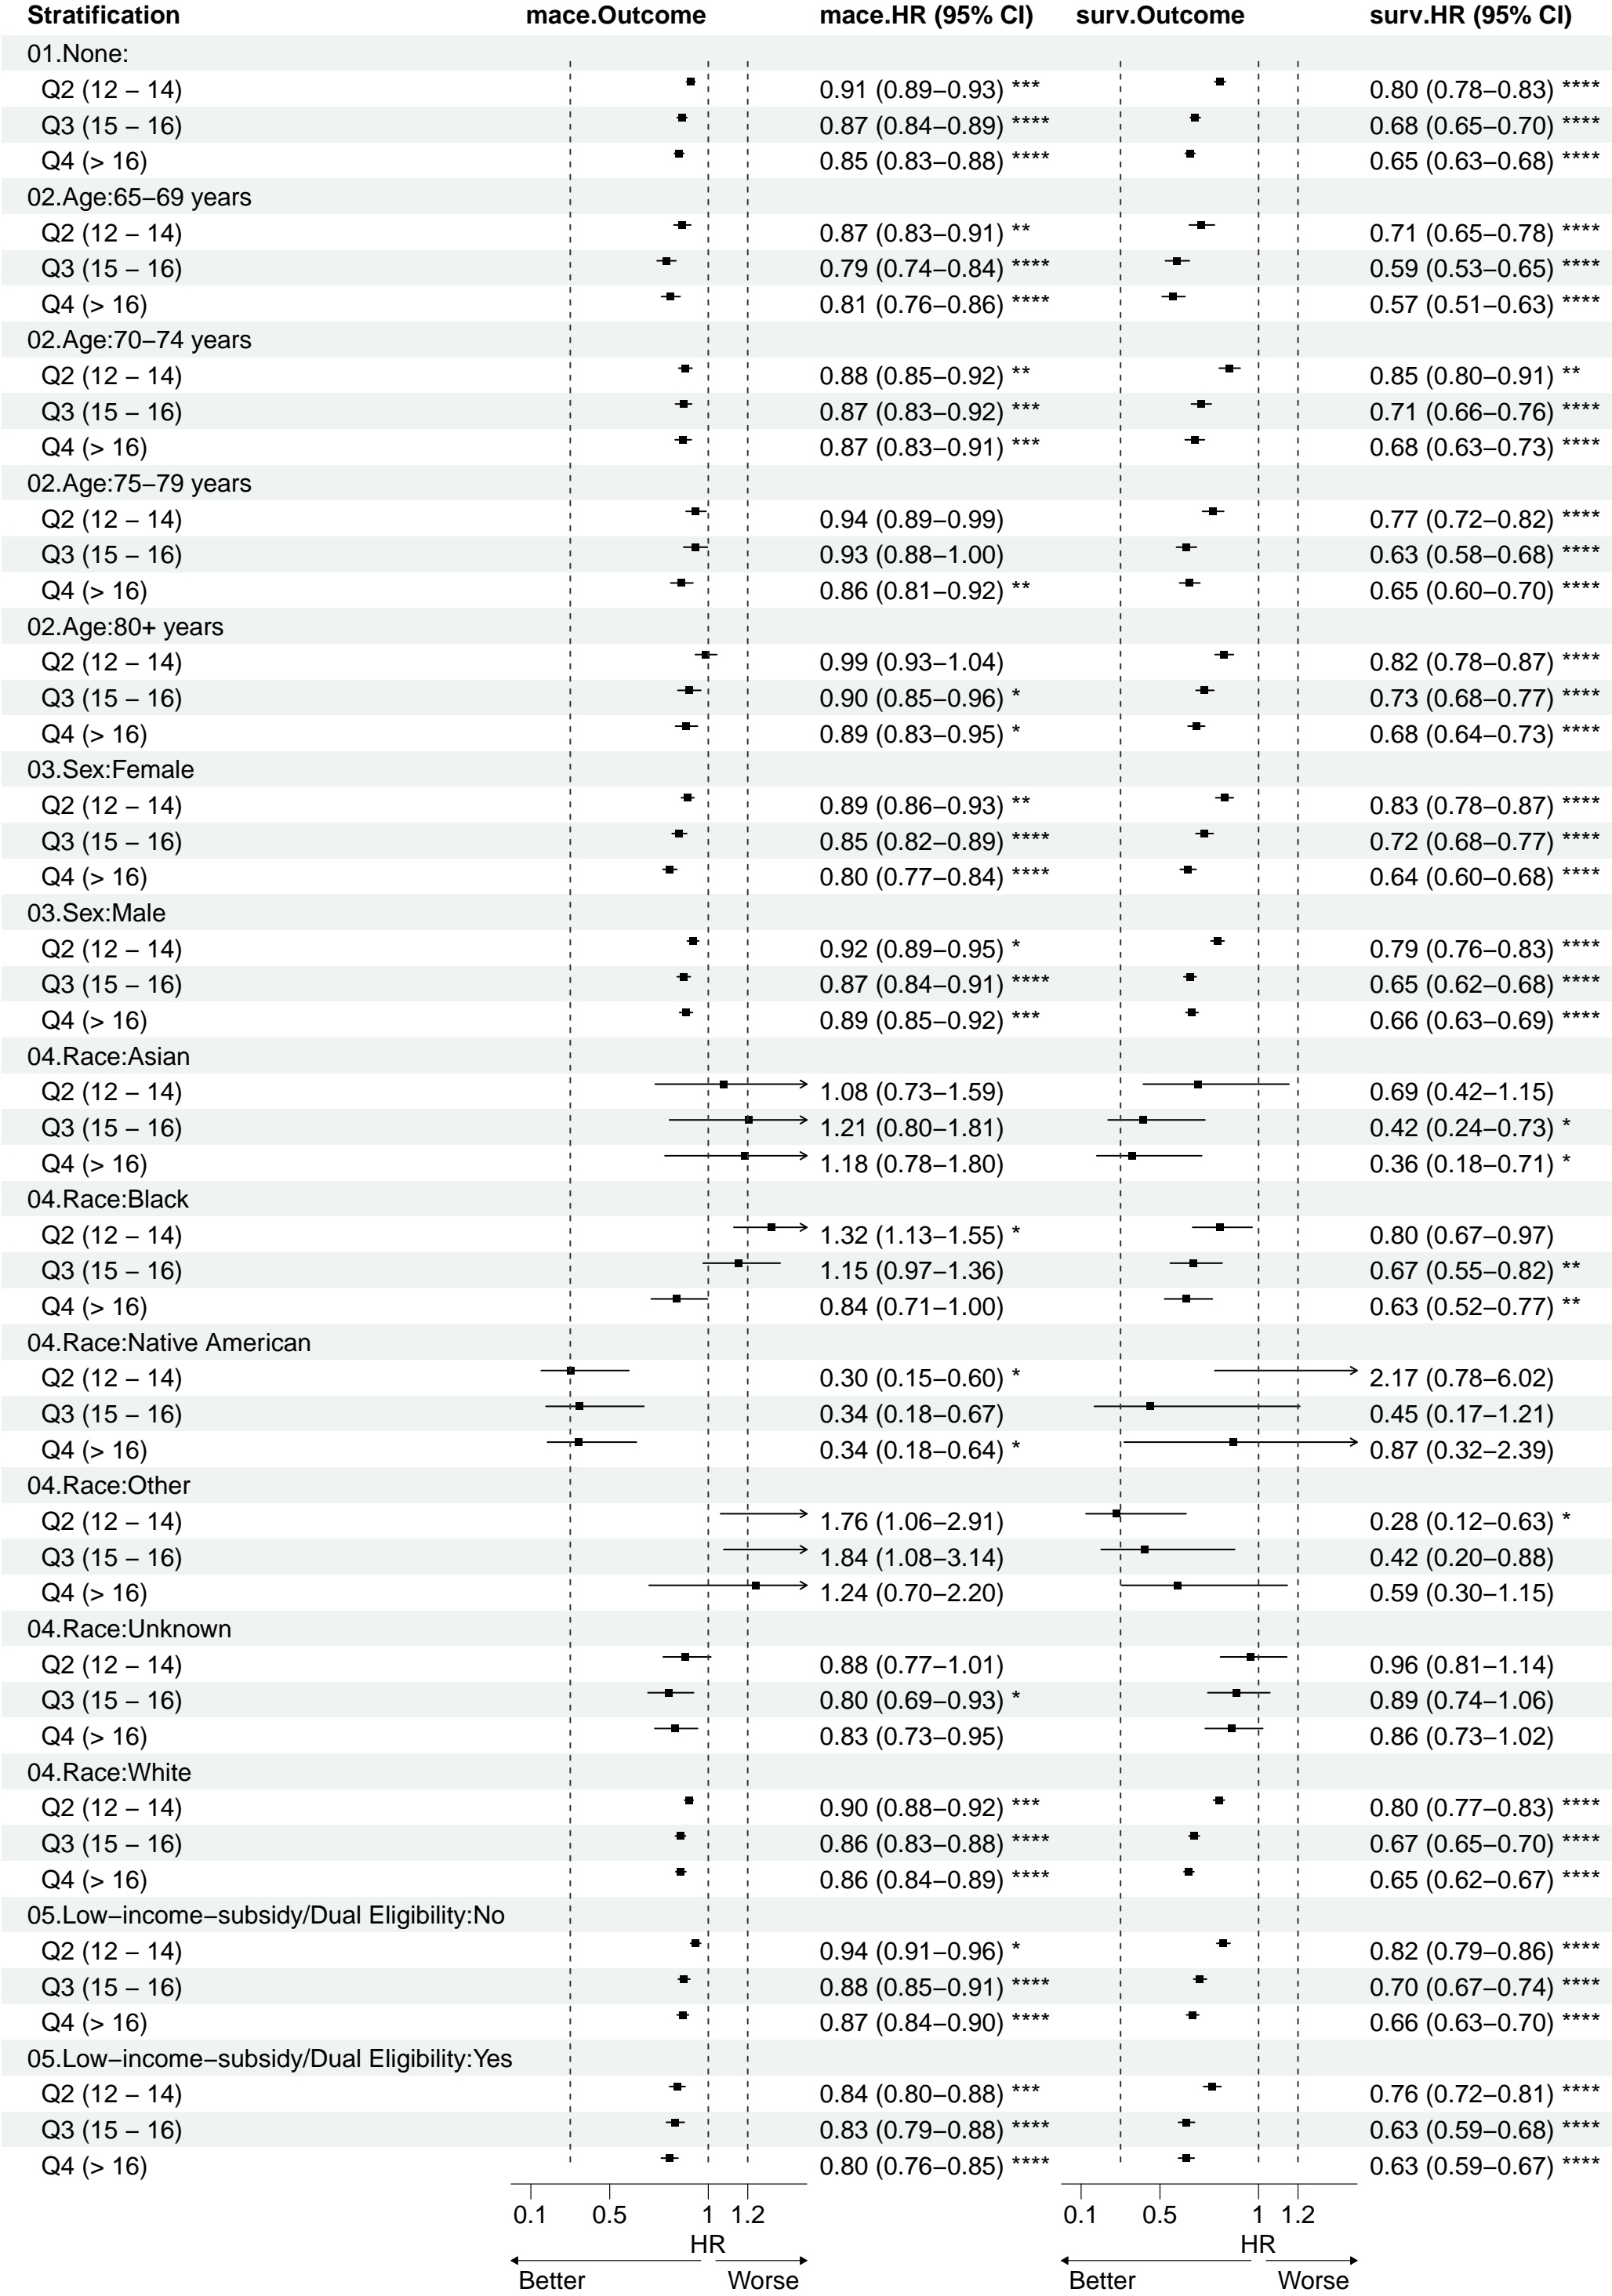 Stratification mace.Outcome mace.HR (95% CI) surv.Outcome surv.HR (95% CI)
01.None:
Q2 (12 − 14) 0.91 (0.89−0.93) *** 0.80 (0.78−0.83) ****
Q3 (15 − 16) 0.87 (0.84−0.89) **** 0.68 (0.65−0.70) ****
Q4 (> 16) 0.85 (0.83−0.88) **** 0.65 (0.63−0.68) ****
02.Age:65−69 years
Q2 (12 − 14) 0.87 (0.83−0.91) ** 0.71 (0.65−0.78) ****
Q3 (15 − 16) 0.79 (0.74−0.84) **** 0.59 (0.53−0.65) ****
Q4 (> 16) 0.81 (0.76−0.86) **** 0.57 (0.51−0.63) ****
02.Age:70−74 years
Q2 (12 − 14) 0.88 (0.85−0.92) ** 0.85 (0.80−0.91) **
Q3 (15 − 16) 0.87 (0.83−0.92) *** 0.71 (0.66−0.76) ****
Q4 (> 16) 0.87 (0.83−0.91) *** 0.68 (0.63−0.73) ****
02.Age:75−79 years
Q2 (12 − 14) 0.94 (0.89−0.99) 0.77 (0.72−0.82) ****
Q3 (15 − 16) 0.93 (0.88−1.00) 0.63 (0.58−0.68) ****
Q4 (> 16) 0.86 (0.81−0.92) ** 0.65 (0.60−0.70) ****
02.Age:80+ years
Q2 (12 − 14) 0.99 (0.93−1.04) 0.82 (0.78−0.87) ****
Q3 (15 − 16) 0.90 (0.85−0.96) * 0.73 (0.68−0.77) ****
Q4 (> 16) 0.89 (0.83−0.95) * 0.68 (0.64−0.73) ****
03.Sex:Female
Q2 (12 − 14) 0.89 (0.86−0.93) ** 0.83 (0.78−0.87) ****
Q3 (15 − 16) 0.85 (0.82−0.89) **** 0.72 (0.68−0.77) ****
Q4 (> 16) 0.80 (0.77−0.84) **** 0.64 (0.60−0.68) ****
03.Sex:Male
Q2 (12 − 14) 0.92 (0.89−0.95) * 0.79 (0.76−0.83) ****
Q3 (15 − 16) 0.87 (0.84−0.91) **** 0.65 (0.62−0.68) ****
Q4 (> 16) 0.89 (0.85−0.92) *** 0.66 (0.63−0.69) ****
04.Race:Asian
Q2 (12 − 14) 1.08 (0.73−1.59) 0.69 (0.42−1.15)
Q3 (15 − 16) 1.21 (0.80−1.81) 0.42 (0.24−0.73) *
Q4 (> 16) 1.18 (0.78−1.80) 0.36 (0.18−0.71) *
04.Race:Black
Q2 (12 − 14) 1.32 (1.13−1.55) * 0.80 (0.67−0.97)
Q3 (15 − 16) 1.15 (0.97−1.36) 0.67 (0.55−0.82) **
Q4 (> 16) 0.84 (0.71−1.00) 0.63 (0.52−0.77) **
04.Race:Native American
Q2 (12 − 14) 0.30 (0.15−0.60) * 2.17 (0.78−6.02)
Q3 (15 − 16) 0.34 (0.18−0.67) 0.45 (0.17−1.21)
Q4 (> 16) 0.34 (0.18−0.64) * 0.87 (0.32−2.39)
04.Race:Other
Q2 (12 − 14) 1.76 (1.06−2.91) 0.28 (0.12−0.63) *
Q3 (15 − 16) 1.84 (1.08−3.14) 0.42 (0.20−0.88)
Q4 (> 16) 1.24 (0.70−2.20) 0.59 (0.30−1.15)
04.Race:Unknown
Q2 (12 − 14) 0.88 (0.77−1.01) 0.96 (0.81−1.14)
Q3 (15 − 16) 0.80 (0.69−0.93) * 0.89 (0.74−1.06)
Q4 (> 16) 0.83 (0.73−0.95) 0.86 (0.73−1.02)
04.Race:White
Q2 (12 − 14) 0.90 (0.88−0.92) *** 0.80 (0.77−0.83) ****
Q3 (15 − 16) 0.86 (0.83−0.88) **** 0.67 (0.65−0.70) ****
Q4 (> 16) 0.86 (0.84−0.89) **** 0.65 (0.62−0.67) ****
05.Low−income−subsidy/Dual Eligibility:No
Q2 (12 − 14) 0.94 (0.91−0.96) * 0.82 (0.79−0.86) ****
Q3 (15 − 16) 0.88 (0.85−0.91) **** 0.70 (0.67−0.74) ****
Q4 (> 16) 0.87 (0.84−0.90) **** 0.66 (0.63−0.70) ****
05.Low−income−subsidy/Dual Eligibility:Yes
Q2 (12 − 14) 0.84 (0.80−0.88) *** 0.76 (0.72−0.81) ****
Q3 (15 − 16) 0.83 (0.79−0.88) **** 0.63 (0.59−0.68) ****
Q4 (> 16) 0.80 (0.76−0.85) **** 0.63 (0.59−0.67) ****
0.1 0.5 1 1.2 0.1 0.5 1 1.2
HR HR
Better Worse Better Worse